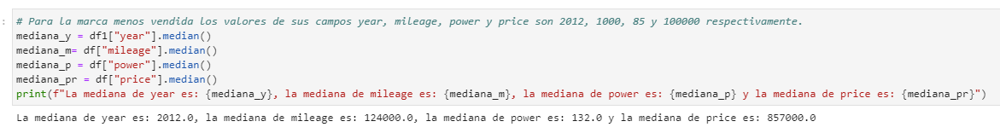 :
# Para la marca menos vendida los valores de sus campos year, mileage, power y price son 2012, 1000, 85 y 100000 respectivamente.
mediana_y = df1["year"].median()
mediana_m= df["mileage"].median()
mediana_p = df["power"].median()
mediana_pr = df["price"].median()
print(f"La mediana de year es: {mediana_y}, la mediana de mileage es: {mediana_m}, la mediana de power es: {mediana_p} y la mediana de price es: {mediana_pr}")
La mediana de year es: 2012.0, la mediana de mileage es: 124000.0, la mediana de power es: 132.0 y la mediana de price es: 857000.0